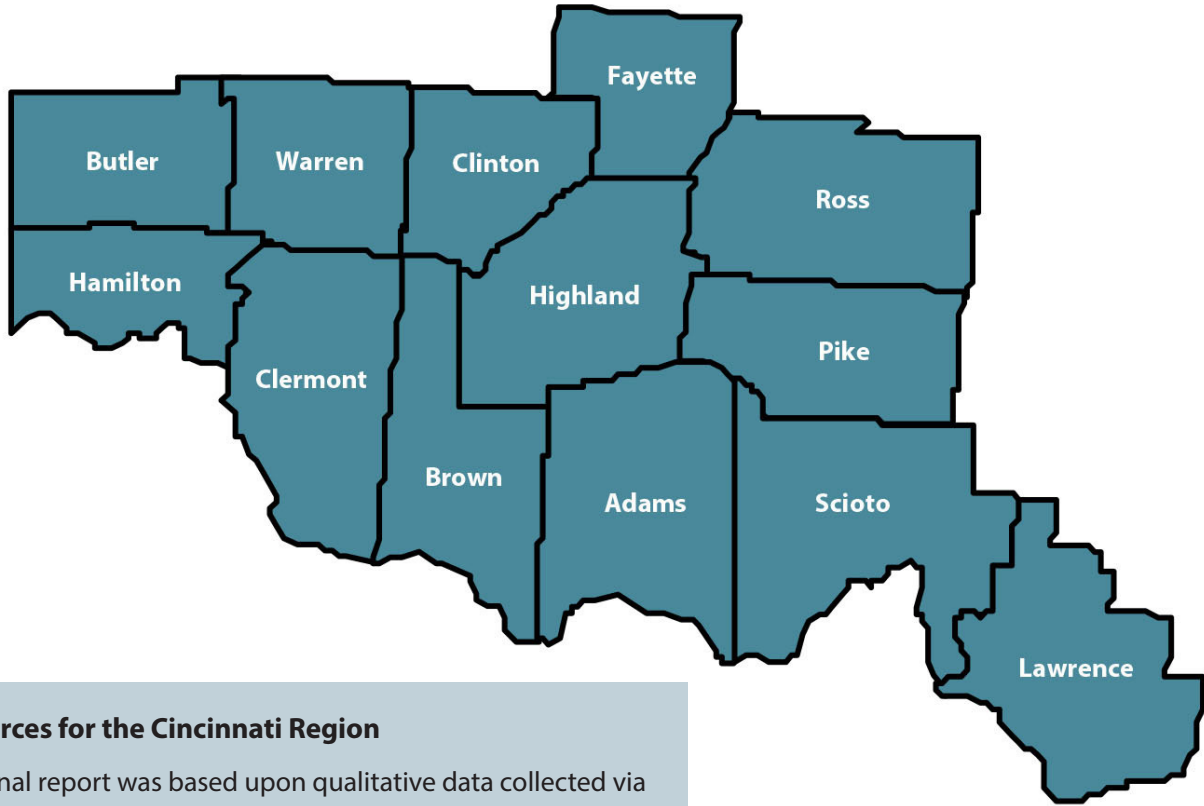 Fayette
Butler
Warren
Clinton
Ross
Hamilton
Highland
Pike
Clermont
Brown
Adams
Scioto
Lawrence
rces for the Cincinnati Region
nal report was based upon qualitative data collected via